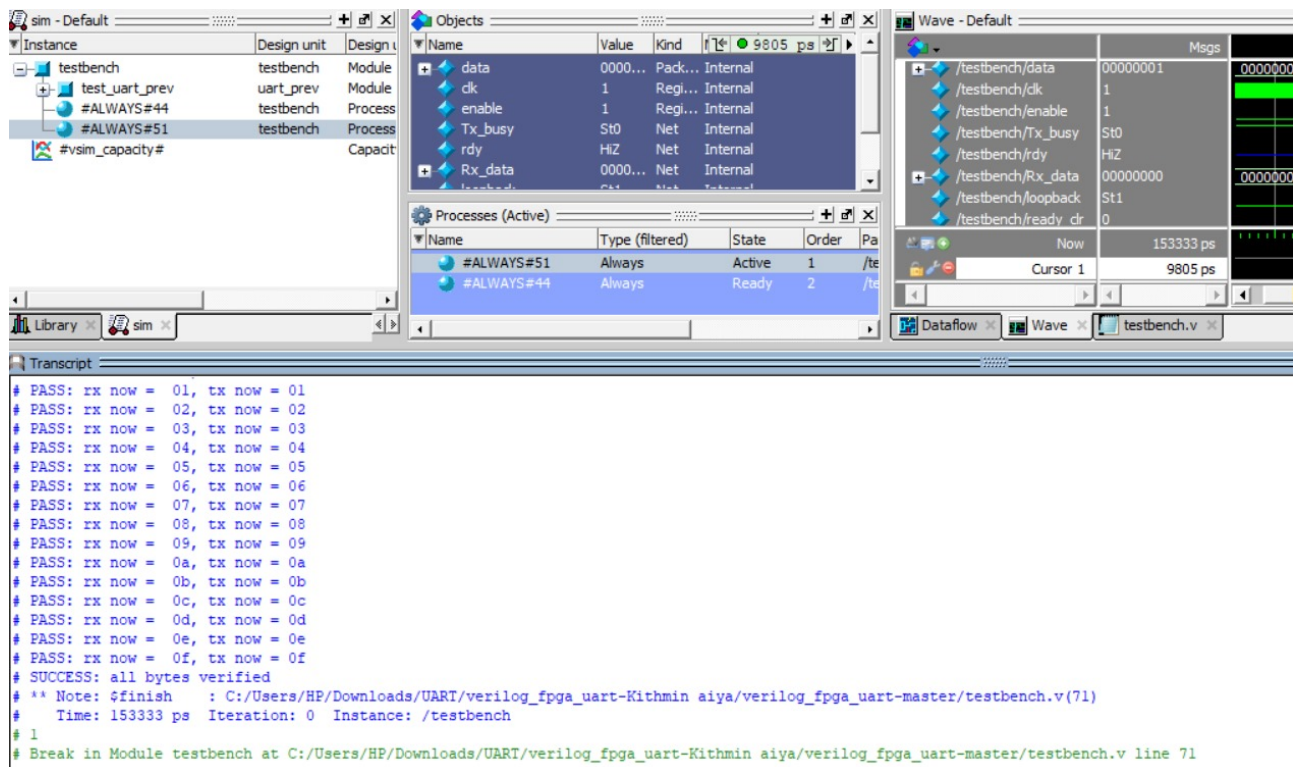 sim - Default
Instance Design unit Design u
testbench testbench Module
test_uart_prev uart_prev Module
#ALWAYS#44 testbench Process
#ALWAYS#51 testbench Process
#vsim_capacity# Capacit
Library sim
Objects
Name Value Kind 9805 ps
data 0000... Pack... Internal
clk 1 Regi... Internal
enable 1 Regi... Internal
Tx_busy St0 Net Internal
rdy HiZ Net Internal
Rx_data 0000... Net Internal
Processes (Active)
Name Type (filtered) State Order Pa
#ALWAYS#51 Always Active 1 /te
#ALWAYS#44 Always Ready 2 /te
Wave - Default
Msgs
/testbench/data 00000001 0000000
/testbench/clk 1
/testbench/enable 1
/testbench/Tx_busy St0
/testbench/rdy HiZ
/testbench/Rx_data 00000000 0000000
/testbench/loopback St1
/testbench/ready_clr 0
Now 153333 ps
Cursor 1 9805 ps
Dataflow Wave testbench.v
Transcript
# PASS: rx now = 01, tx now = 01
# PASS: rx now = 02, tx now = 02
# PASS: rx now = 03, tx now = 03
# PASS: rx now = 04, tx now = 04
# PASS: rx now = 05, tx now = 05
# PASS: rx now = 06, tx now = 06
# PASS: rx now = 07, tx now = 07
# PASS: rx now = 08, tx now = 08
# PASS: rx now = 09, tx now = 09
# PASS: rx now = 0a, tx now = 0a
# PASS: rx now = 0b, tx now = 0b
# PASS: rx now = 0c, tx now = 0c
# PASS: rx now = 0d, tx now = 0d
# PASS: rx now = 0e, tx now = 0e
# PASS: rx now = 0f, tx now = 0f
# SUCCESS: all bytes verified
# ** Note: $finish : C:/Users/HP/Downloads/UART/verilog_fpga_uart-Kithmin aiya/verilog_fpga_uart-master/testbench.v(71)
# Time: 153333 ps Iteration: 0 Instance: /testbench
# 1
# Break in Module testbench at C:/Users/HP/Downloads/UART/verilog_fpga_uart-Kithmin aiya/verilog_fpga_uart-master/testbench.v line 71